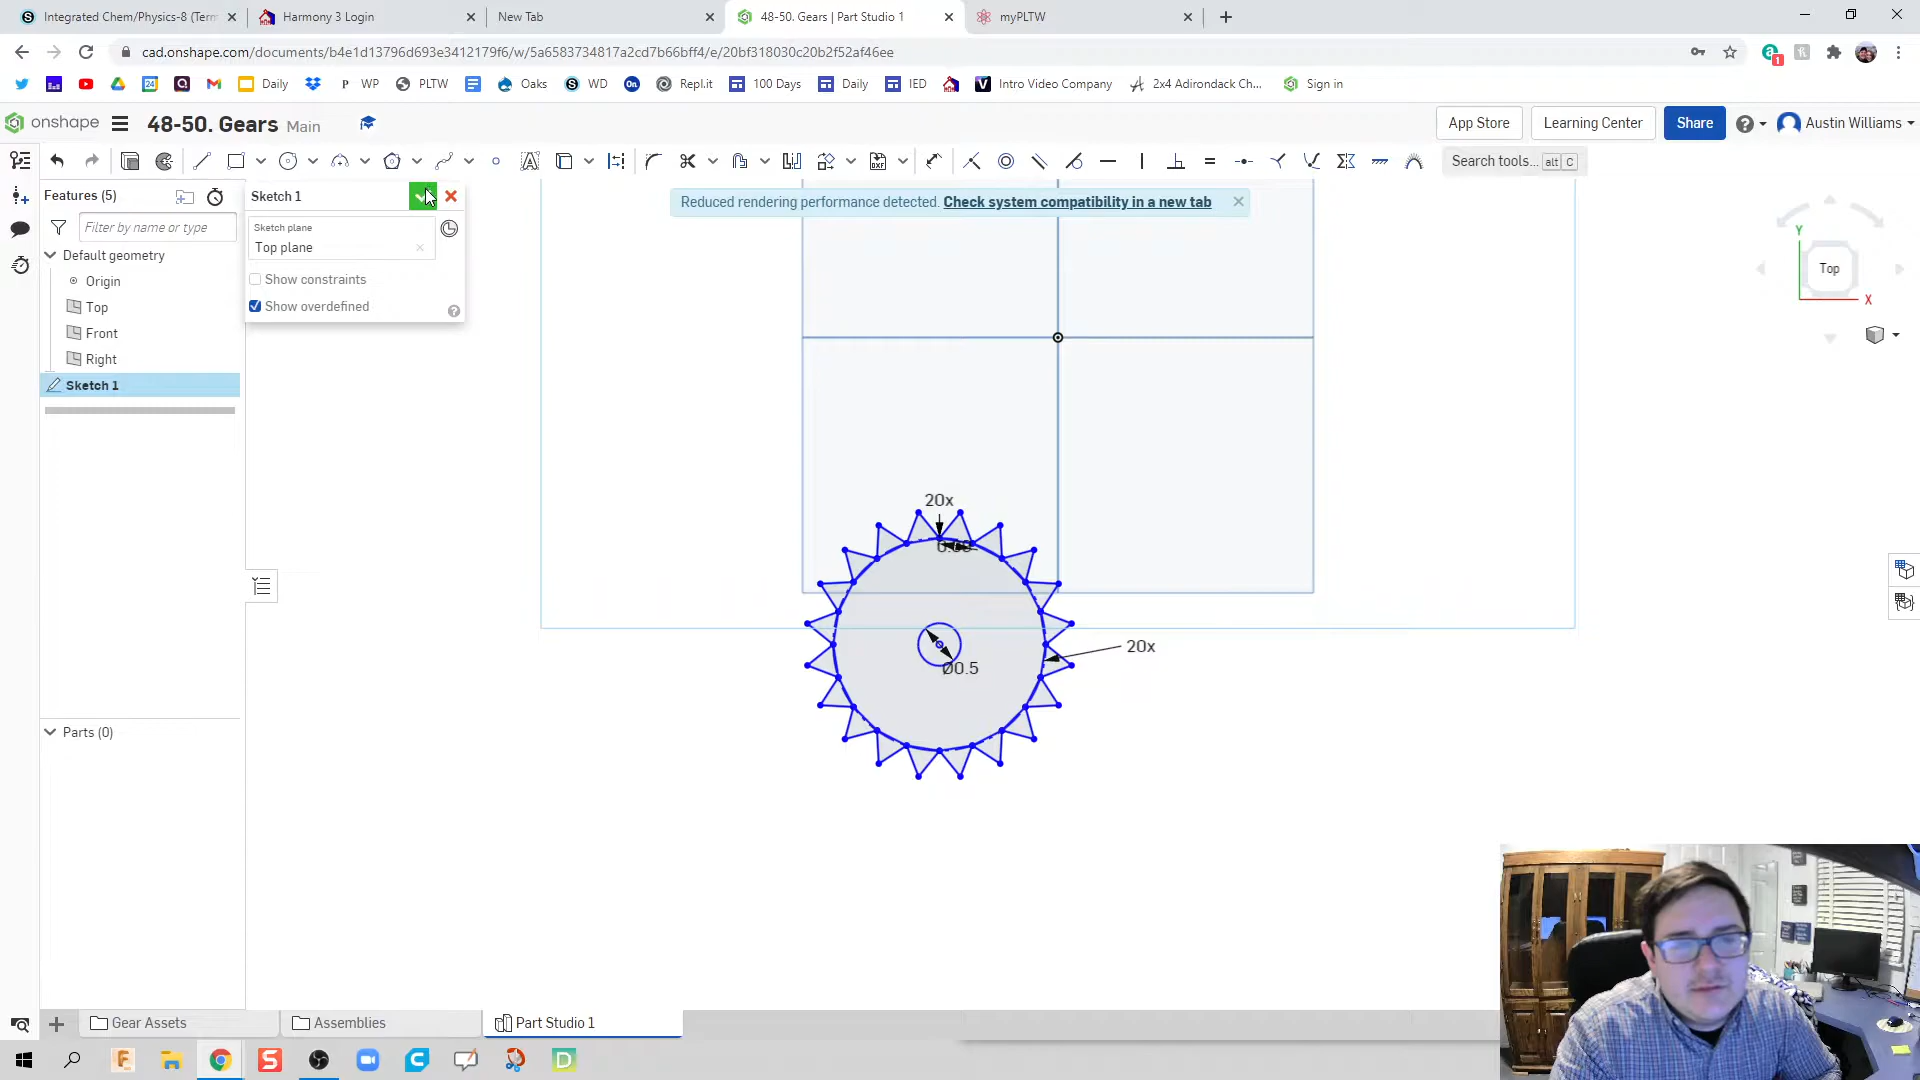 Integrated Chem/Physics-8 (Term
Harmony 3 Login
New Tab
48-50. Gears | Part Studio 1
myPLTW
cad.onshape.com/documents/b4e1d13796d693e3412179f6/w/5a6583734817a2cd7b66bff4/e/20bf318030c20b2f52af46ee
Daily
WP
PLTW
Oaks
WD
Repl.it
100 Days
Daily
IED
Intro Video Company
2x4 Adirondack Ch...
Sign in
onshape
48-50. Gears Main
App Store
Learning Center
Share
Austin Williams
Search tools... alt C
Features (5)
Filter by name or type
Default geometry
Origin
Top
Front
Right
Sketch 1
Parts (0)
Sketch 1
Sketch plane
Top plane
Show constraints
Show overdefined
Reduced rendering performance detected. Check system compatibility in a new tab
Y
Top
X
20x
Ø0.5
20x
Gear Assets
Assemblies
Part Studio 1